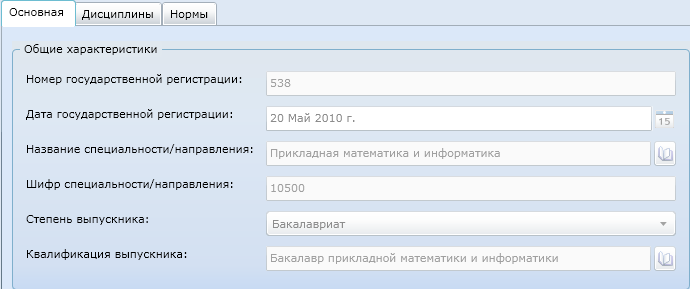 Основная Дисциплины Нормы
Общие характеристики
Номер государственной регистрации: 538
Дата государственной регистрации: 20 Май 2010 г. 15
Название специальности/направления: Прикладная математика и информатика
Шифр специальности/направления: 10500
Степень выпускника: Бакалавриат
Квалификация выпускника: Бакалавр прикладной математики и информатики